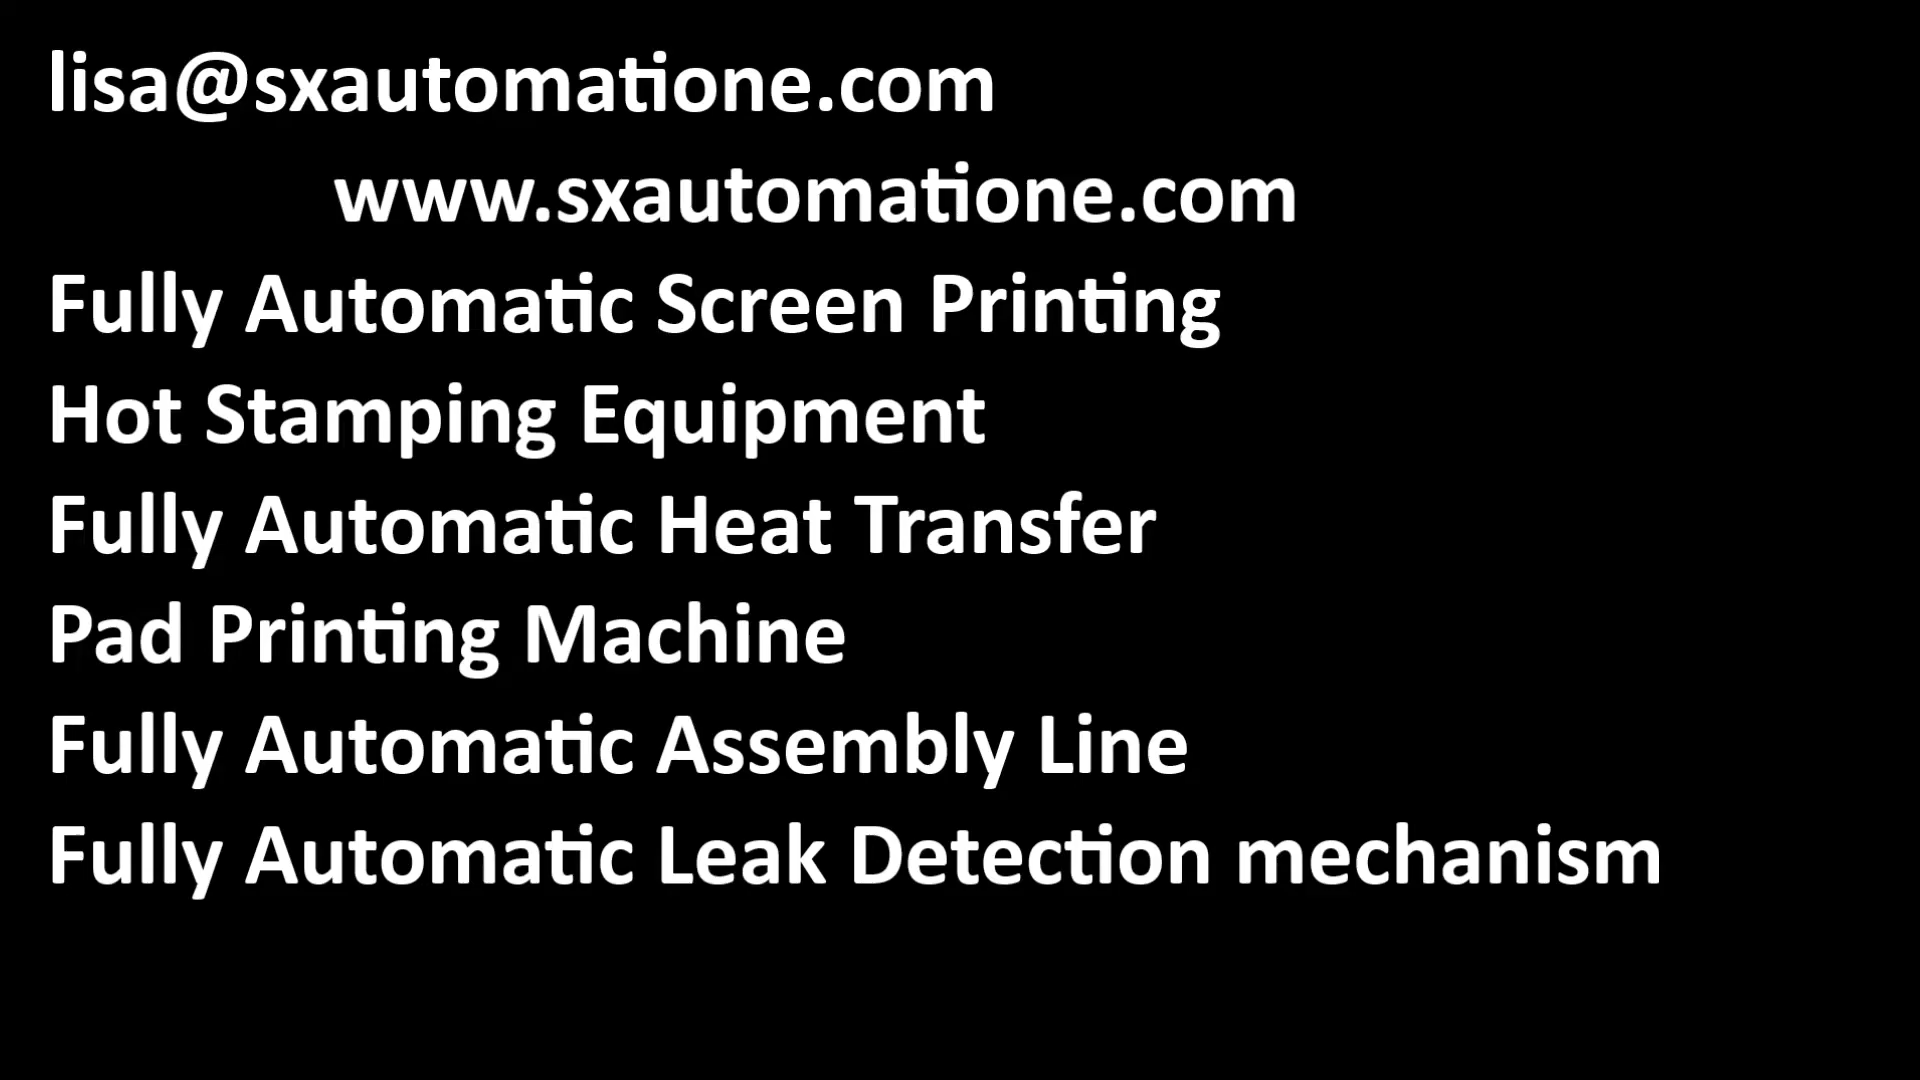 lisa@sxautomatione.com
www.sxautomatione.com
Fully Automatic Screen Printing
Hot Stamping Equipment
Fully Automatic Heat Transfer
Pad Printing Machine
Fully Automatic Assembly Line
Fully Automatic Leak Detection mechanism